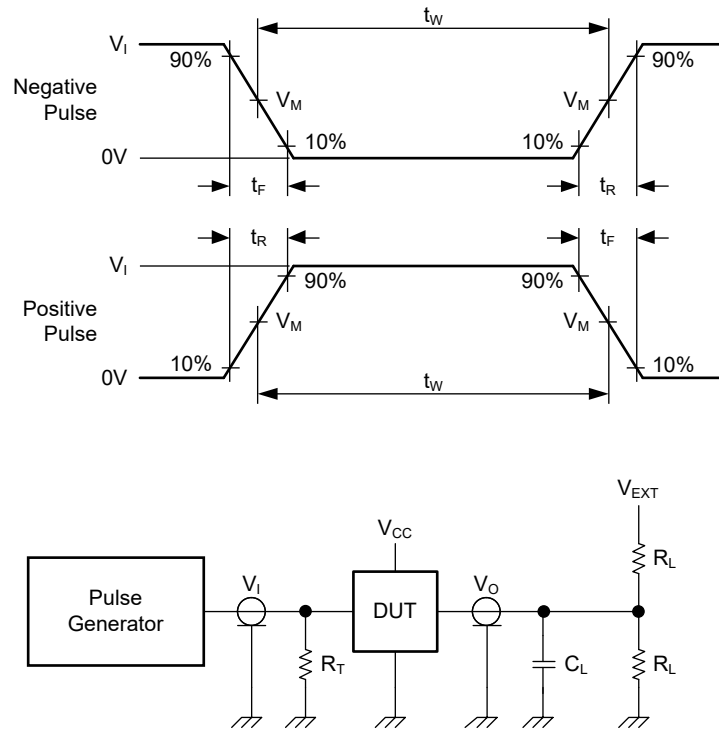 t_W
V_I
90%
90%
Negative
Pulse
V_M
V_M
10%
10%
0V
t_F
t_R
t_R
t_F
V_I
90%
90%
Positive
Pulse
V_M
V_M
10%
10%
0V
t_W
V_EXT
V_CC
R_L
V_I
V_O
Pulse
Generator
DUT
R_T
C_L
R_L